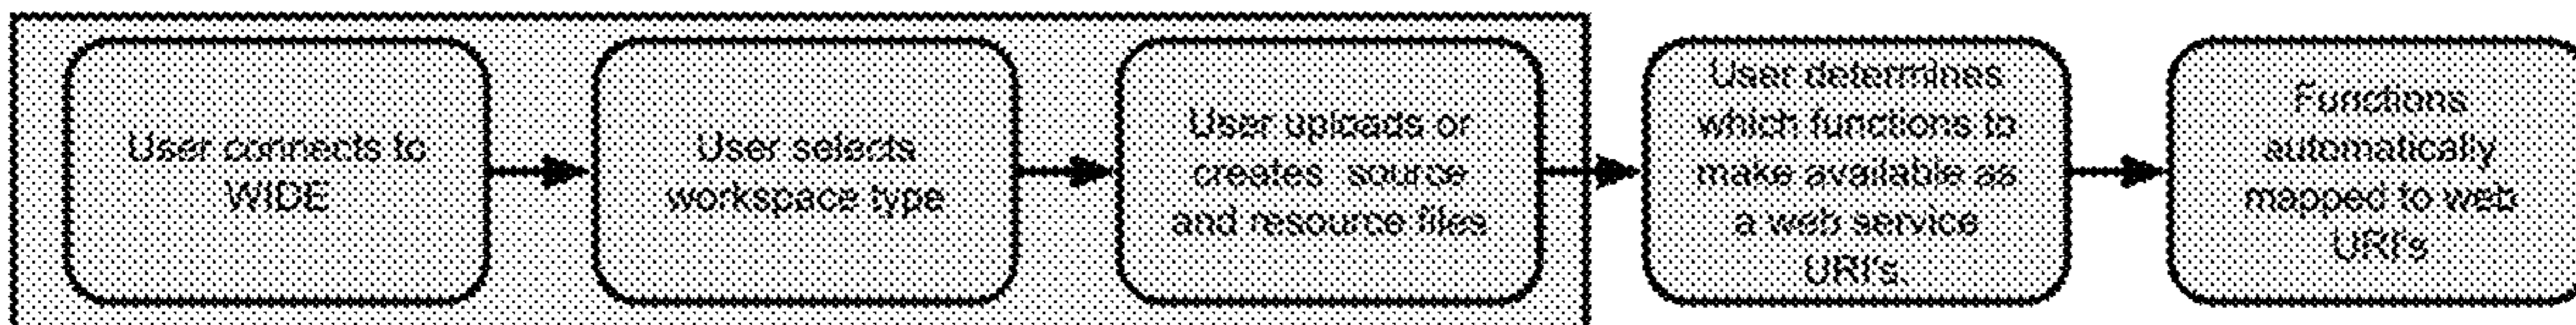 User connects to
WIDE
User selects
workspace type
User uploads or
creates source
and resource files
User determines
which functions to
make available as
a web service
URI's.
Functions
automatically
mapped to web
URI's